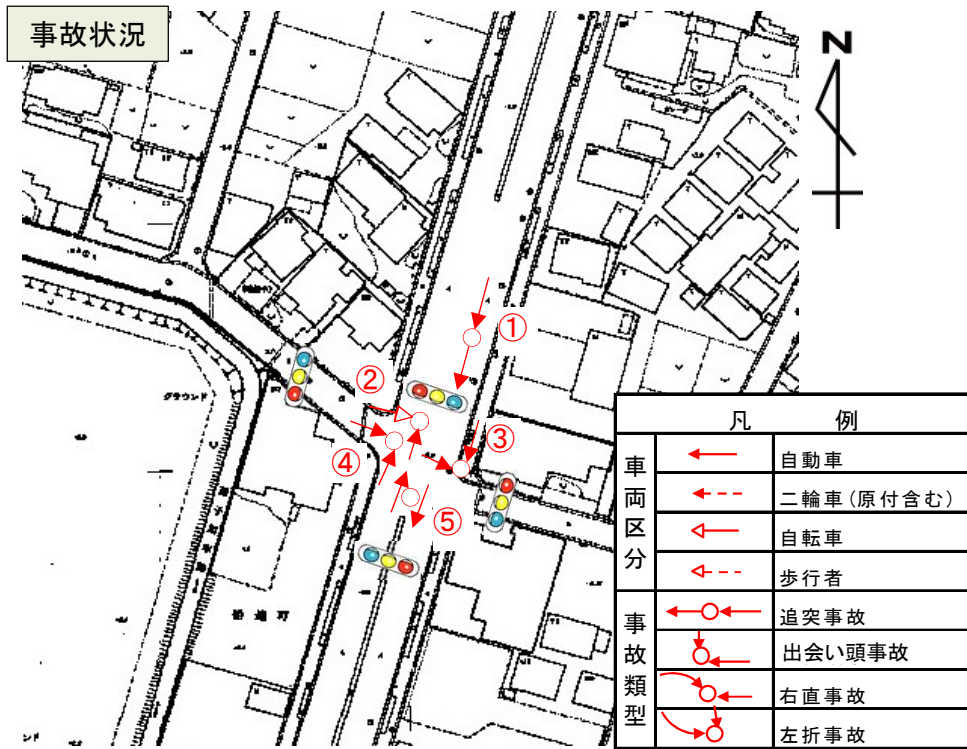 事故状況
N
①
②
③
④
⑤
グラウンド
凡 例
車両区分
自動車
二輪車(原付含む)
自転車
歩行者
事故類型
追突事故
出会い頭事故
右直事故
左折事故